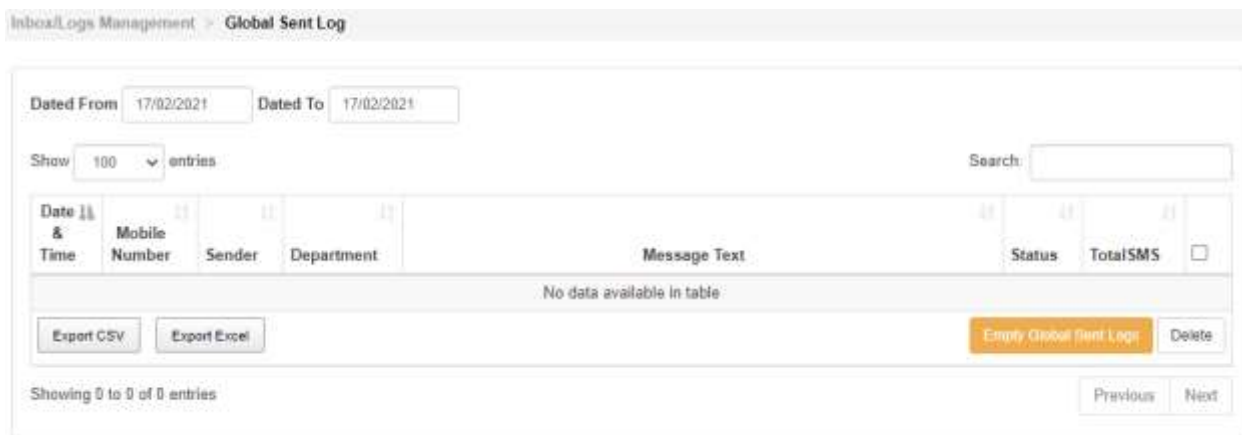 Inbox/Logs Management > Global Sent Log
Dated From 17/02/2021 Dated To 17/02/2021
Show 100 entries Search:
Date & Time Mobile Number Sender Department Message Text Status TotalSMS
No data available in table
Export CSV Export Excel Empty Global Sent Logs Delete
Showing 0 to 0 of 0 entries Previous Next